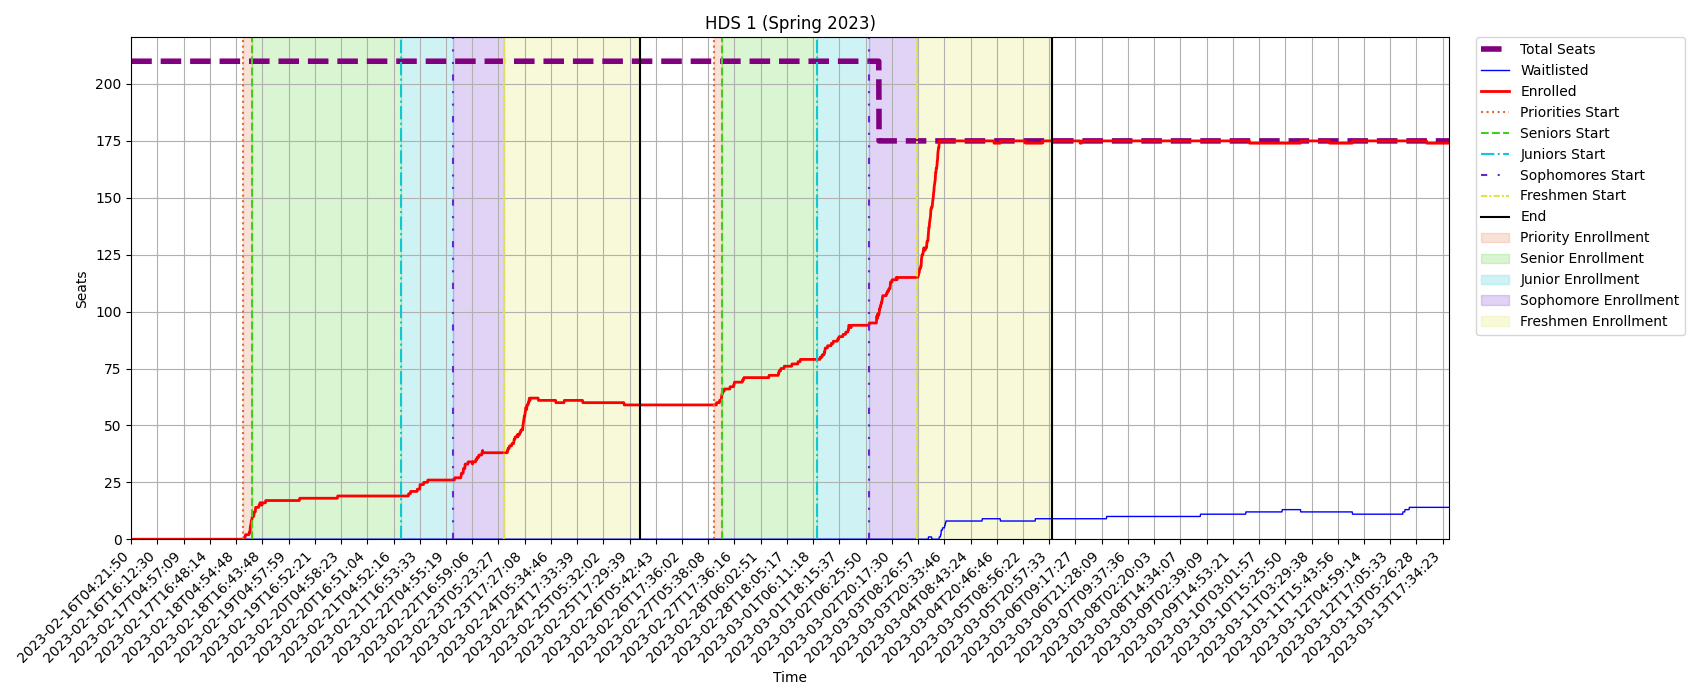 HDS 1 (Spring 2023)
Seats
200
175
150
125
100
75
50
25
0
2023-02-16T04:21:50
2023-02-16T16:12:30
2023-02-17T04:57:09
2023-02-17T16:48:14
2023-02-18T04:54:48
2023-02-18T16:43:48
2023-02-19T04:57:59
2023-02-19T16:52:21
2023-02-20T04:58:23
2023-02-20T16:51:04
2023-02-21T04:52:16
2023-02-21T16:53:33
2023-02-22T04:55:19
2023-02-22T16:59:06
2023-02-23T05:23:27
2023-02-23T17:27:08
2023-02-24T05:34:46
2023-02-24T17:33:39
2023-02-25T05:32:02
2023-02-25T17:29:39
2023-02-26T05:42:43
2023-02-26T17:36:02
2023-02-27T05:38:08
2023-02-27T17:36:16
2023-02-28T06:02:51
2023-02-28T18:05:17
2023-03-01T06:11:18
2023-03-01T18:15:37
2023-03-02T06:25:50
2023-03-02T20:17:30
2023-03-03T08:26:57
2023-03-03T20:33:46
2023-03-04T08:43:24
2023-03-04T20:46:46
2023-03-05T08:56:22
2023-03-05T20:57:33
2023-03-06T09:17:27
2023-03-06T21:28:09
2023-03-07T09:37:36
2023-03-08T02:20:03
2023-03-08T14:34:07
2023-03-09T02:39:09
2023-03-09T14:53:21
2023-03-10T03:01:57
2023-03-10T15:25:50
2023-03-11T03:29:38
2023-03-11T15:43:56
2023-03-12T04:59:14
2023-03-12T17:05:33
2023-03-13T05:26:28
2023-03-13T17:34:23
Time
Total Seats
Waitlisted
Enrolled
Priorities Start
Seniors Start
Juniors Start
Sophomores Start
Freshmen Start
End
Priority Enrollment
Senior Enrollment
Junior Enrollment
Sophomore Enrollment
Freshmen Enrollment